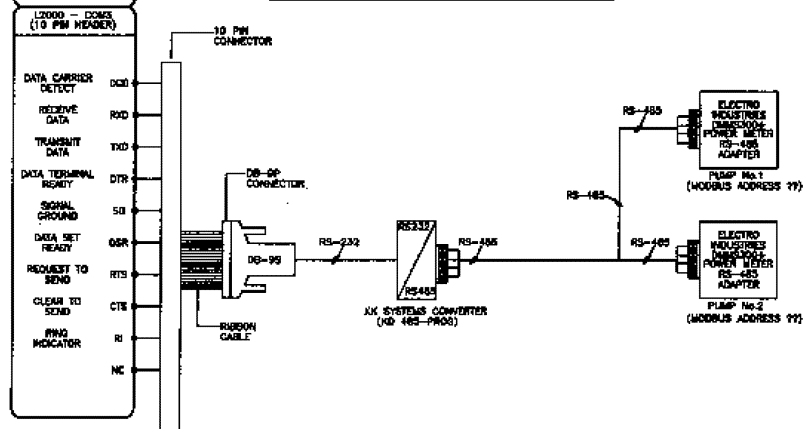 L2000 - COM3
(10 PIN HEADER)
10 PIN
CONNECTOR
DATA CARRIER
DETECT
DCD
RECEIVE
DATA
RXD
TRANSMIT
DATA
TXD
DATA TERMINAL
READY
DTR
SIGNAL
GROUND
SG
DATA SET
READY
DSR
REQUEST TO
SEND
RTS
CLEAR TO
SEND
CTS
RING
INDICATOR
RI
NC
DB-9P
CONNECTOR
DB-9S
RIBBON
CABLE
RS-232
RS232
RS485
KK SYSTEMS CONVERTER
(KD 485-PROG)
RS-485
RS-485
RS-485
RS-485
ELECTRO
INDUSTRIES
DMMS300+
POWER METER
RS-485
ADAPTER
PUMP No.1
(MODBUS ADDRESS ??)
ELECTRO
INDUSTRIES
DMMS300+
POWER METER
RS-485
ADAPTER
PUMP No.2
(MODBUS ADDRESS ??)